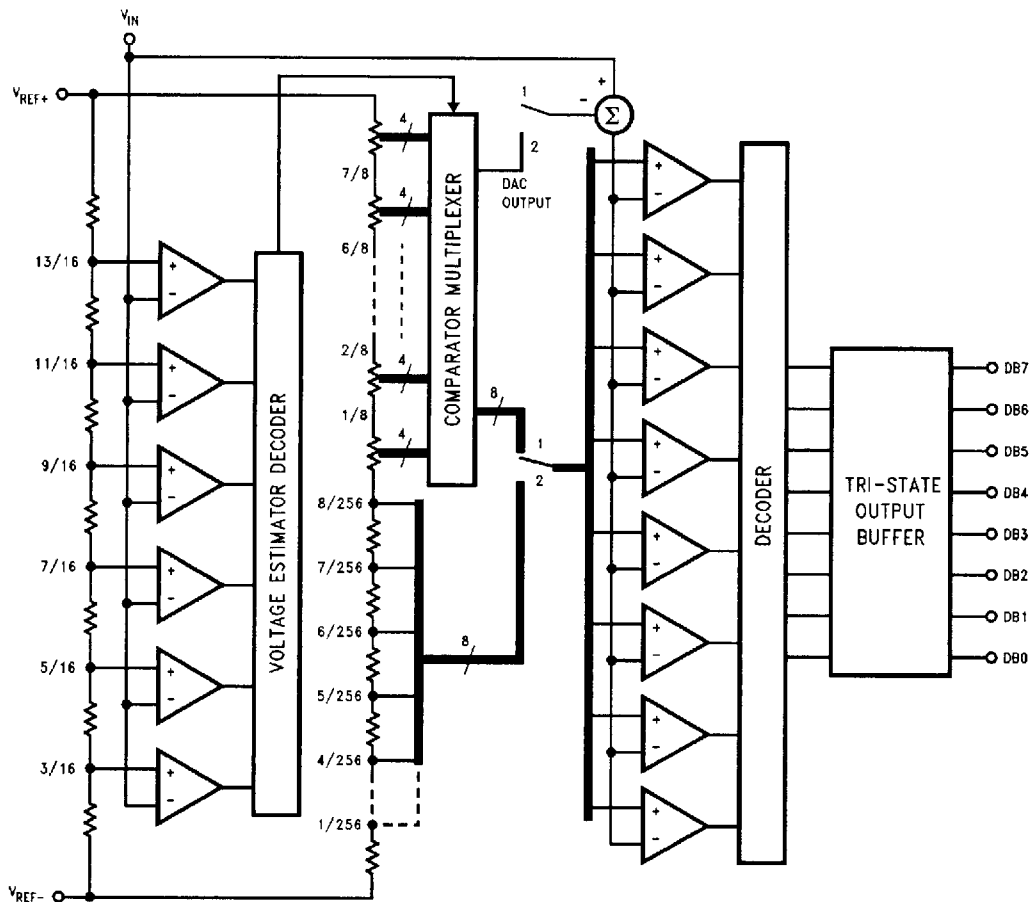 V_IN
V_REF+
13/16
11/16
9/16
7/16
5/16
3/16
V_REF-
+
−
+
−
+
−
+
−
+
−
+
−
VOLTAGE ESTIMATOR DECODER
7/8
6/8
2/8
1/8
8/256
7/256
6/256
5/256
4/256
1/256
4
4
4
4
COMPARATOR MULTIPLEXER
1
2
DAC
OUTPUT
+
−
Σ
8
1
2
8
+
−
+
−
+
−
+
−
+
−
+
−
+
−
+
−
DECODER
TRI-STATE
OUTPUT
BUFFER
DB7
DB6
DB5
DB4
DB3
DB2
DB1
DB0